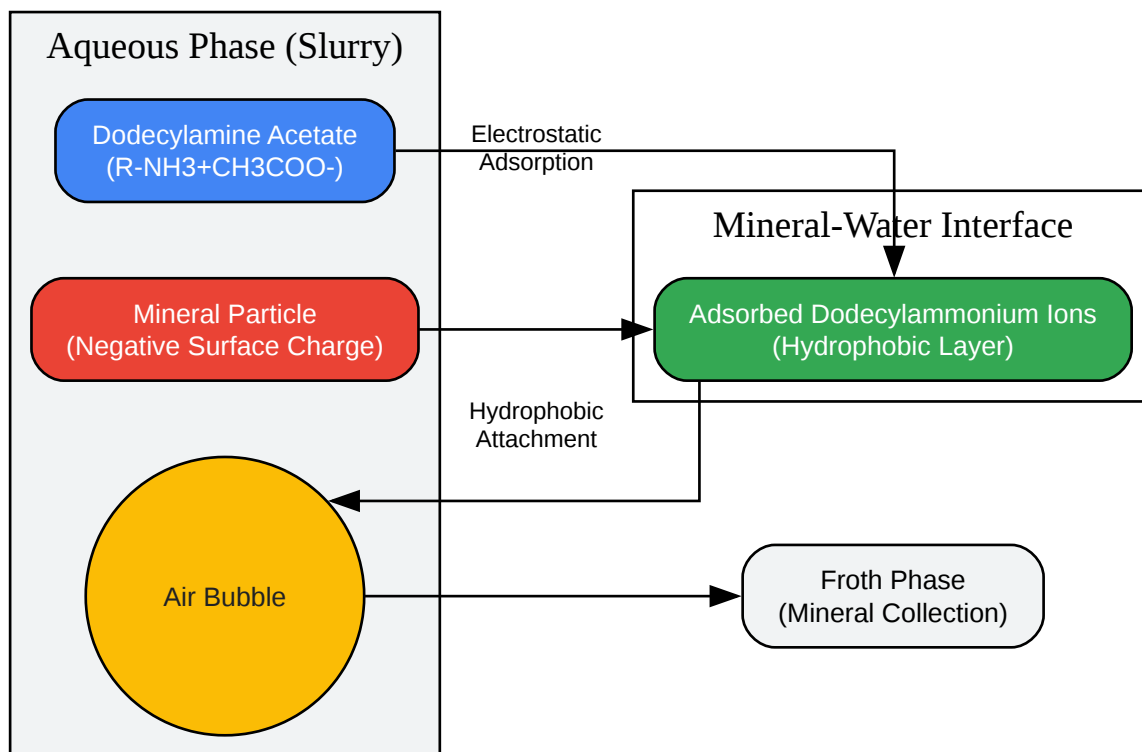 Aqueous Phase (Slurry)
Dodecylamine Acetate
(R-NH3+CH3COO-)
Electrostatic
Adsorption
Mineral-Water Interface
Mineral Particle
(Negative Surface Charge)
Adsorbed Dodecylammonium Ions
(Hydrophobic Layer)
Hydrophobic
Attachment
Air Bubble
Froth Phase
(Mineral Collection)